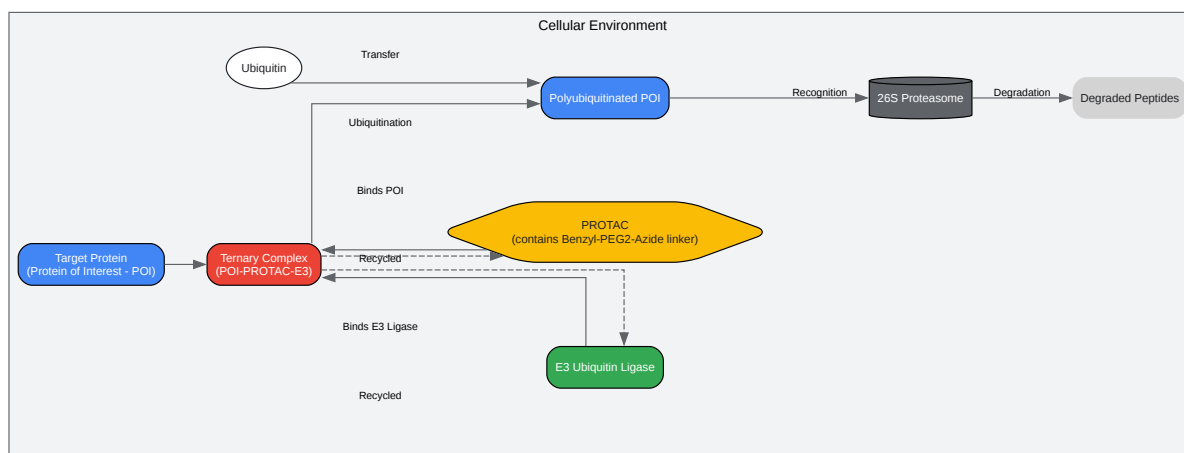 Cellular Environment
Transfer
Ubiquitin
Polyubiquitinated POI
Recognition
26S Proteasome
Degradation
Degraded Peptides
Ubiquitination
Binds POI
PROTAC
(contains Benzyl-PEG2-Azide linker)
Target Protein
(Protein of Interest - POI)
Ternary Complex
(POI-PROTAC-E3)
Recycled
Binds E3 Ligase
E3 Ubiquitin Ligase
Recycled